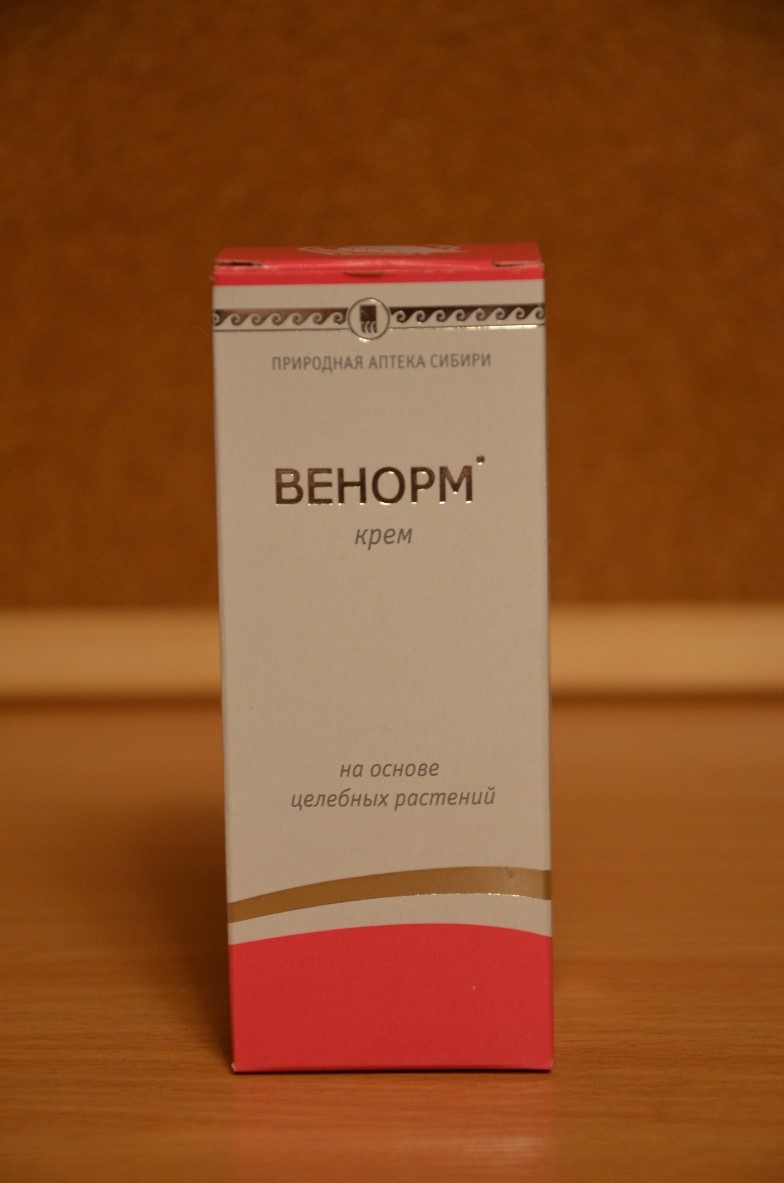 ПРИРОДНАЯ АПТЕКА СИБИРИ
ВЕНОРМ
крем
на основе
целебных растений